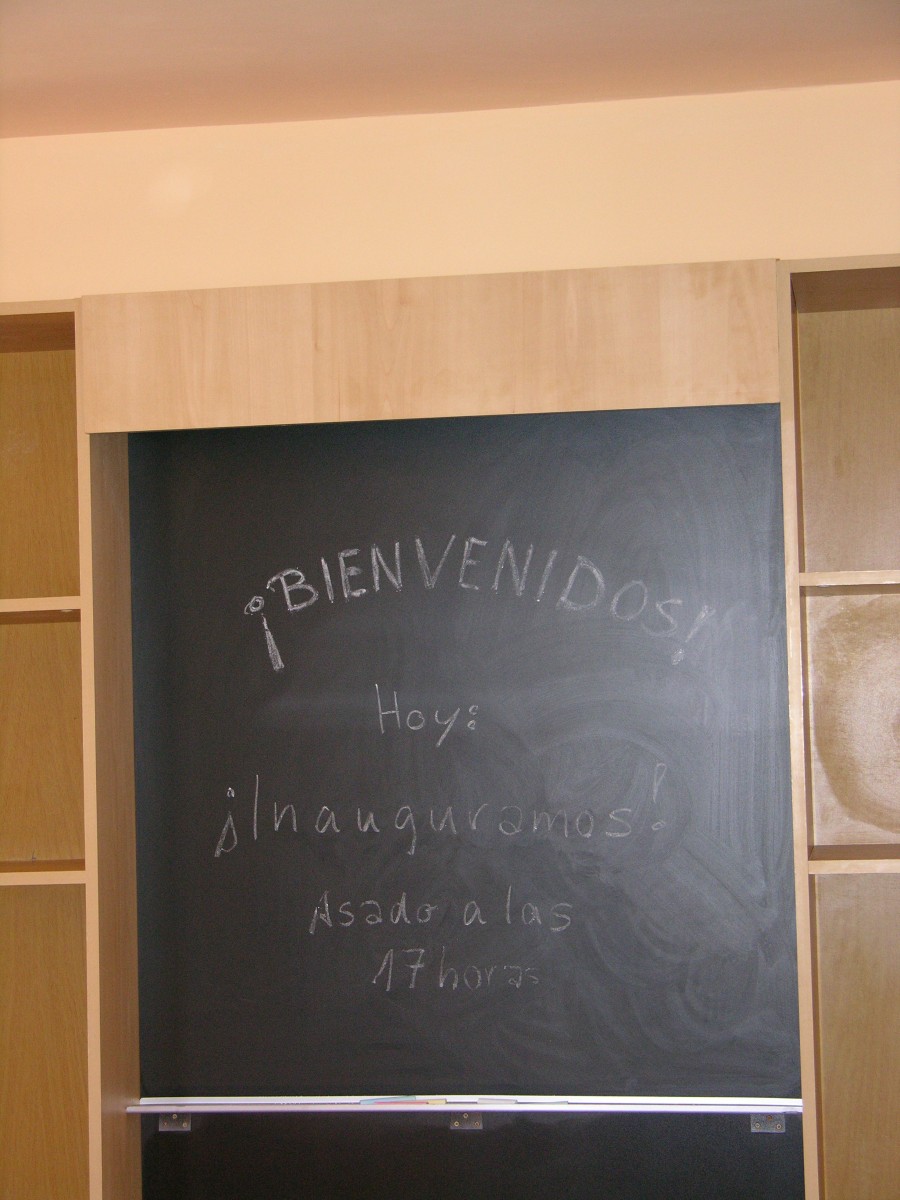 ¡BIENVENIDOS!
Hoy:
¡Inauguramos!
Asado a las
17 horas